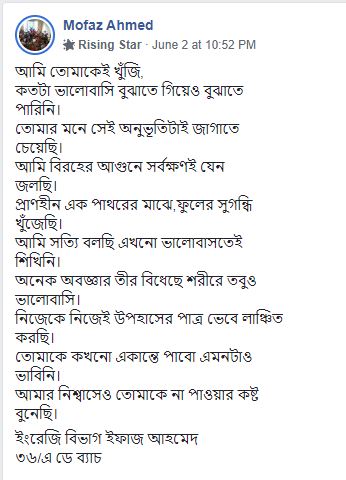 Mofaz Ahmed
Rising Star · June 2 at 10:52 PM
আমি তোমাকেই খুঁজি,
কতটা ভালোবাসি বুঝাতে গিয়েও বুঝাতে
পারিনি।
তোমার মনে সেই অনুভূতিটাই জাগাতে
চেয়েছি।
আমি বিরহের আগুনে সর্বক্ষণই যেন
জলছি।
প্রাণহীন এক পাথরের মাঝে,ফুলের সুগন্ধি
খুঁজেছি।
আমি সত্যি বলছি এখনো ভালোবাসতেই
শিখিনি।
অনেক অবজ্ঞার তীর বিধেছে শরীরে তবুও
ভালোবাসি।
নিজেকে নিজেই উপহাসের পাত্র ভেবে লাঞ্চিত
করছি।
তোমাকে কখনো একান্তে পাবো এমনটাও
ভাবিনি।
আমার নিশ্বাসেও তোমাকে না পাওয়ার কষ্ট
বুনেছি।
ইংরেজি বিভাগ ইফাজ আহমেদ
৩৬/এ ডে ব্যাচ